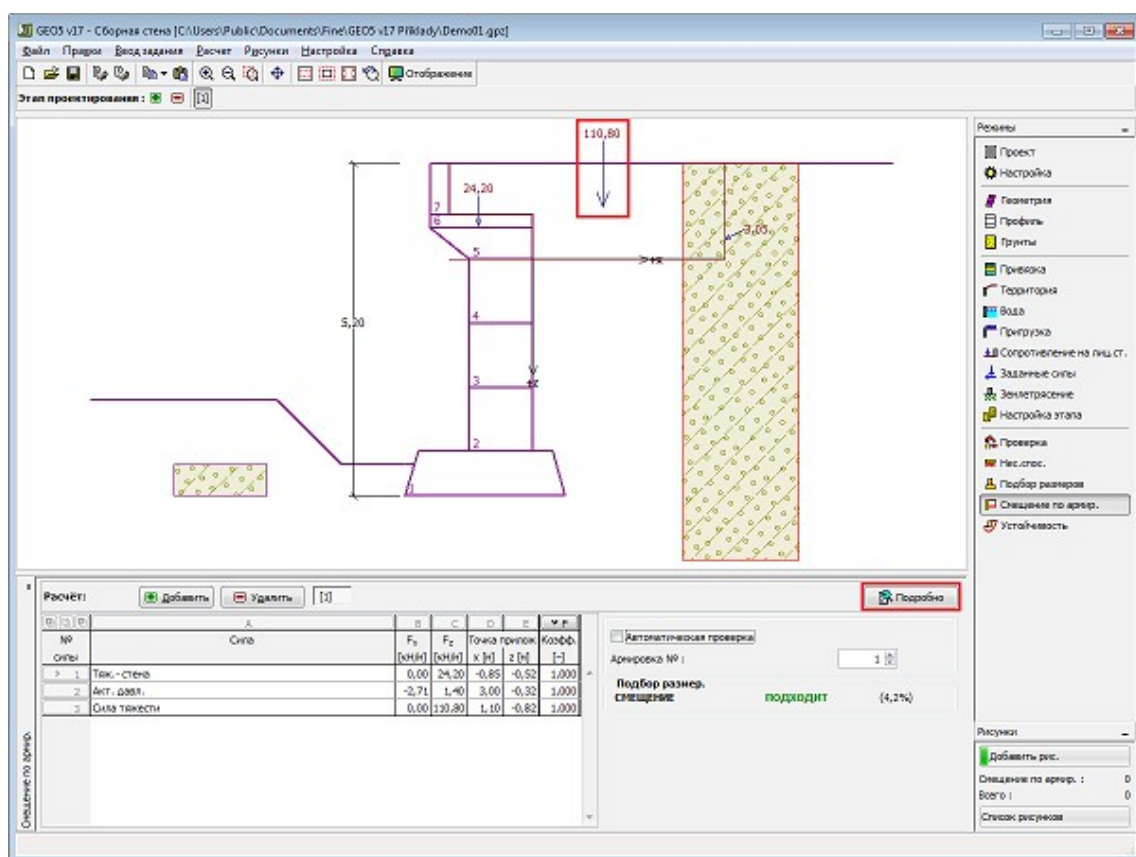 GEO5 v17 - Сборная стена [C:\Users\Public\Documents\Fine\GEO5 v17 Příklady\Demo01.gpz]
Файл Правка Ввод задания Расчет Рисунки Настройка Справка
Отображение
Этап проектирования : [1]
110,80
24,20
7
6
5
3,05
+x
5,20
4
3
+z
2
1
Режимы
Проект
Настройка
Геометрия
Профиль
Грунты
Привязка
Территория
Вода
Пригрузка
Сопротивление на лиц.ст.
Заданные силы
Землетрясение
Настройка этапа
Проверка
Нес.спос.
Подбор размеров
Смещение по армир.
Устойчивость
Расчёт: Добавить Удалить [1] Подробно
A B C D E F
№ силы Сила Fx [кН/м] Fz [кН/м] Точка прилож x [м] z [м] Коэфф. [-]
1 Тяж.-стена 0,00 24,20 -0,85 -0,52 1,000
2 Акт. давл. -2,71 1,40 3,00 -0,32 1,000
3 Сила тяжести 0,00 110,80 1,10 -0,82 1,000
Автоматическая проверка
Армировка № : 1
Подбор размер.
СМЕЩЕНИЕ ПОДХОДИТ (4,2%)
Смещение по армир.
Рисунки
Добавить рис.
Смещение по армир. : 0
Всего : 0
Список рисунков